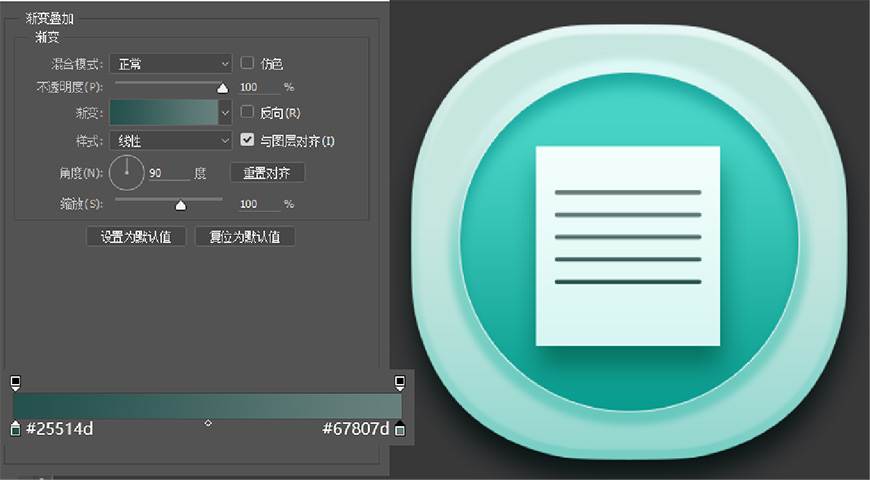 渐变叠加
渐变
混合模式: 正常 仿色
不透明度(P): 100 %
渐变: 反向(R)
样式: 线性 与图层对齐(I)
角度(N): 90 度 重置对齐
缩放(S): 100 %
设置为默认值 复位为默认值
#25514d #67807d